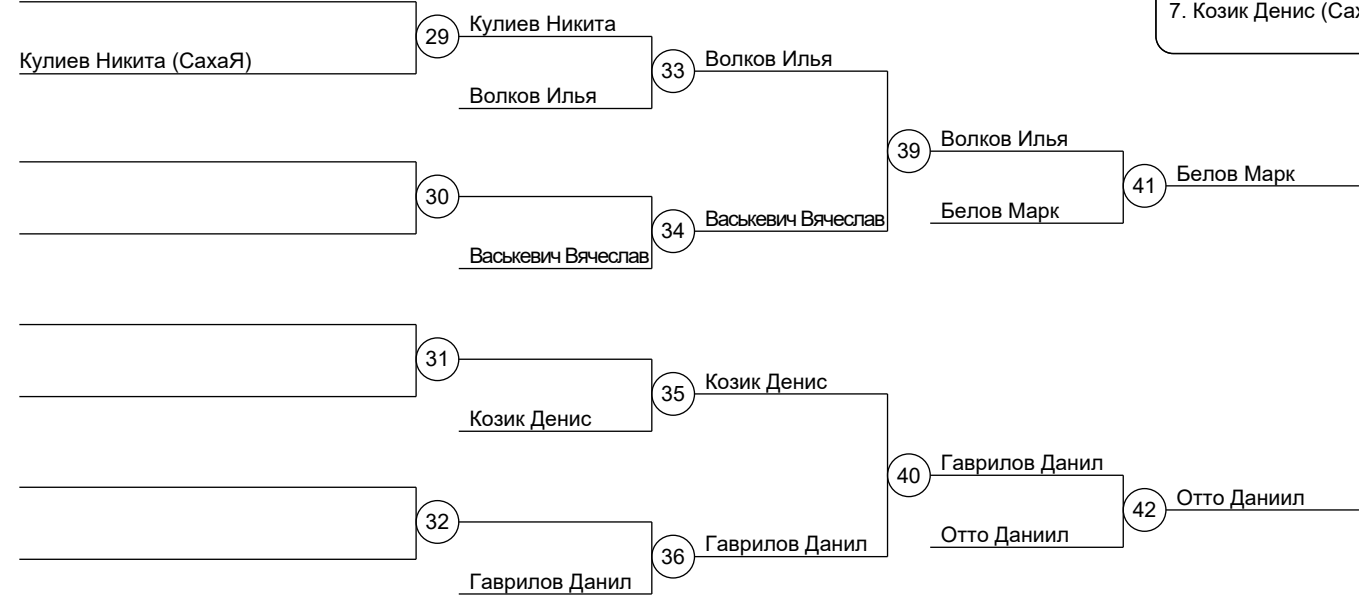 7. Козик Денис (Сах
29
Кулиев Никита
Кулиев Никита (СахаЯ)
33
Волков Илья
Волков Илья
39
Волков Илья
41
Белов Марк
30
Белов Марк
34
Васькевич Вячеслав
Васькевич Вячеслав
31
35
Козик Денис
Козик Денис
40
Гаврилов Данил
42
Отто Даниил
32
Отто Даниил
36
Гаврилов Данил
Гаврилов Данил